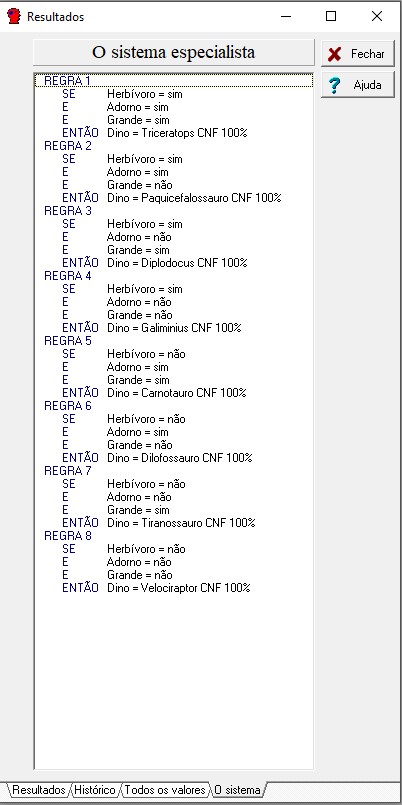 Resultados
O sistema especialista
Fechar
Ajuda
REGRA 1
SE Herbívoro = sim
E Adorno = sim
E Grande = sim
ENTÃO Dino = Triceratops CNF 100%
REGRA 2
SE Herbívoro = sim
E Adorno = sim
E Grande = não
ENTÃO Dino = Paquicefalossauro CNF 100%
REGRA 3
SE Herbívoro = sim
E Adorno = não
E Grande = sim
ENTÃO Dino = Diplodocus CNF 100%
REGRA 4
SE Herbívoro = sim
E Adorno = não
E Grande = não
ENTÃO Dino = Galiminius CNF 100%
REGRA 5
SE Herbívoro = não
E Adorno = sim
E Grande = sim
ENTÃO Dino = Carnotauro CNF 100%
REGRA 6
SE Herbívoro = não
E Adorno = sim
E Grande = não
ENTÃO Dino = Dilofossauro CNF 100%
REGRA 7
SE Herbívoro = não
E Adorno = não
E Grande = sim
ENTÃO Dino = Tiranossauro CNF 100%
REGRA 8
SE Herbívoro = não
E Adorno = não
E Grande = não
ENTÃO Dino = Velociraptor CNF 100%
Resultados Histórico Todos os valores O sistema